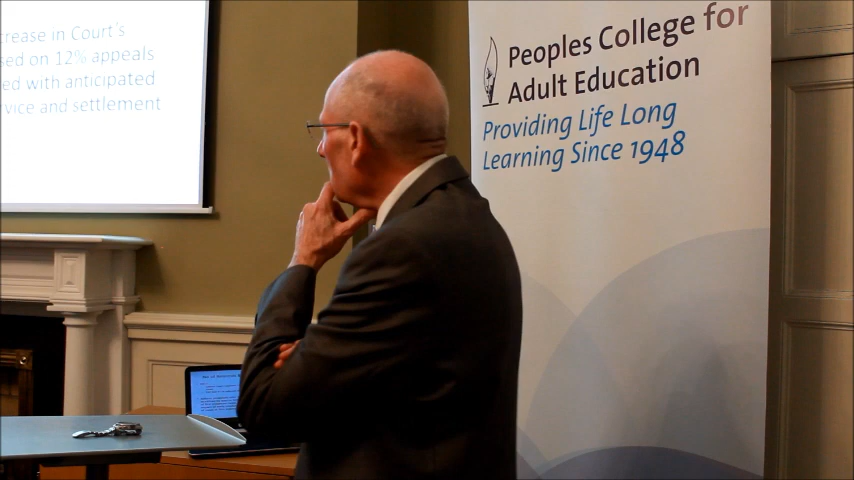 crease in Court's
sed on 12% appeals
ed with anticipated
vice and settlement
Peoples College for
Adult Education
Providing Life Long
Learning Since 1948